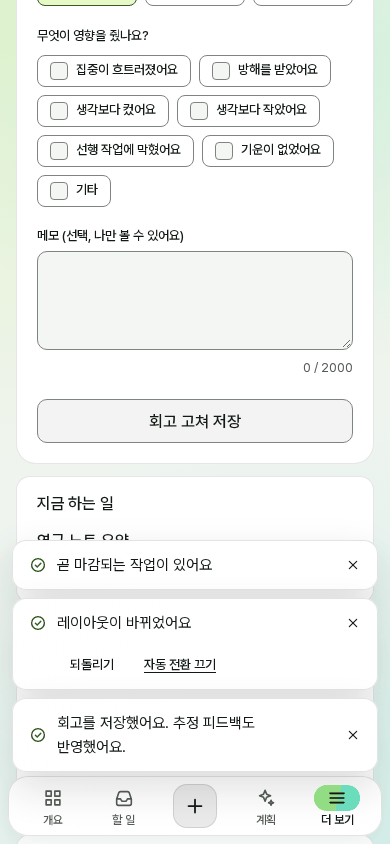 무엇이 영향을 줬나요?
집중이 흐트러졌어요
방해를 받았어요
생각보다 컸어요
생각보다 작았어요
선행 작업에 막혔어요
기운이 없었어요
기타
메모 (선택, 나만 볼 수 있어요)
0 / 2000
회고 고쳐 저장
지금 하는 일
곧 마감되는 작업이 있어요
레이아웃이 바뀌었어요
되돌리기
자동 전환 끄기
회고를 저장했어요. 추정 피드백도
반영했어요.
개요
할 일
계획
더 보기